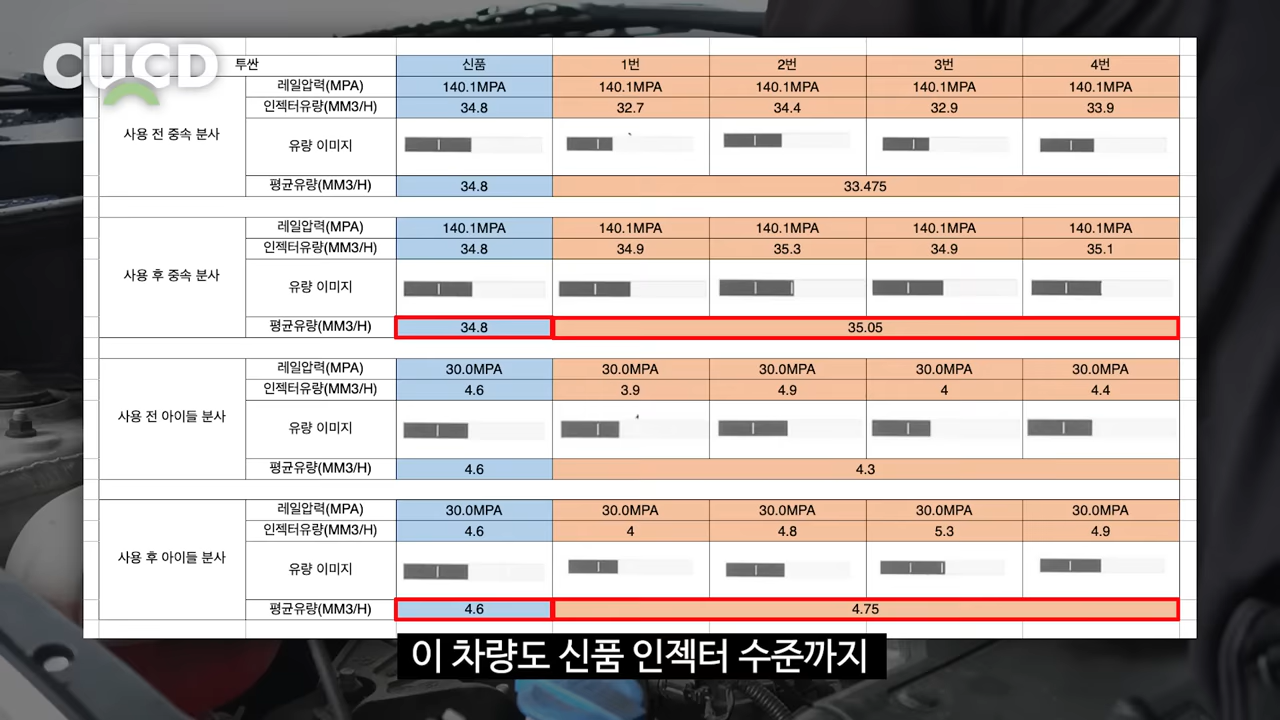 CUCD
투싼 신품 1번 2번 3번 4번
사용 전 중속 분사
레일압력(MPA) 140.1MPA 140.1MPA 140.1MPA 140.1MPA 140.1MPA
인젝터유량(MM3/H) 34.8 32.7 34.4 32.9 33.9
유량 이미지
평균유량(MM3/H) 34.8 33.475
사용 후 중속 분사
레일압력(MPA) 140.1MPA 140.1MPA 140.1MPA 140.1MPA 140.1MPA
인젝터유량(MM3/H) 34.8 34.9 35.3 34.9 35.1
유량 이미지
평균유량(MM3/H) 34.8 35.05
사용 전 아이들 분사
레일압력(MPA) 30.0MPA 30.0MPA 30.0MPA 30.0MPA 30.0MPA
인젝터유량(MM3/H) 4.6 3.9 4.9 4 4.4
유량 이미지
평균유량(MM3/H) 4.6 4.3
사용 후 아이들 분사
레일압력(MPA) 30.0MPA 30.0MPA 30.0MPA 30.0MPA 30.0MPA
인젝터유량(MM3/H) 4.6 4 4.8 5.3 4.9
유량 이미지
평균유량(MM3/H) 4.6 4.75
이 차량도 신품 인젝터 수준까지